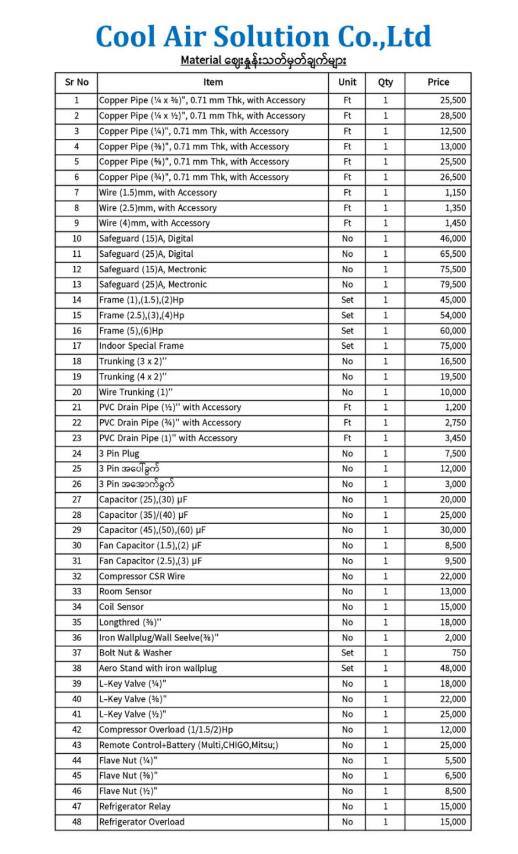 Cool Air Solution Co.,Ltd
Material ဈေးနှုန်းသတ်မှတ်ချက်များ
Sr No Item Unit Qty Price
1 Copper Pipe (¼ x ⅜)", 0.71 mm Thk, with Accessory Ft 1 25,500
2 Copper Pipe (¼ x ½)", 0.71 mm Thk, with Accessory Ft 1 28,500
3 Copper Pipe (¼)", 0.71 mm Thk, with Accessory Ft 1 12,500
4 Copper Pipe (⅜)", 0.71 mm Thk, with Accessory Ft 1 13,000
5 Copper Pipe (⅝)", 0.71 mm Thk, with Accessory Ft 1 25,500
6 Copper Pipe (¾)", 0.71 mm Thk, with Accessory Ft 1 26,500
7 Wire (1.5)mm, with Accessory Ft 1 1,150
8 Wire (2.5)mm, with Accessory Ft 1 1,350
9 Wire (4)mm, with Accessory Ft 1 1,450
10 Safeguard (15)A, Digital No 1 46,000
11 Safeguard (25)A, Digital No 1 65,500
12 Safeguard (15)A, Mectronic No 1 75,500
13 Safeguard (25)A, Mectronic No 1 79,500
14 Frame (1),(1.5),(2)Hp Set 1 45,000
15 Frame (2.5),(3),(4)Hp Set 1 54,000
16 Frame (5),(6)Hp Set 1 60,000
17 Indoor Special Frame Set 1 75,000
18 Trunking (3 x 2)'' No 1 16,500
19 Trunking (4 x 2)'' No 1 19,500
20 Wire Trunking (1)'' No 1 10,000
21 PVC Drain Pipe (½)'' with Accessory Ft 1 1,200
22 PVC Drain Pipe (¾)'' with Accessory Ft 1 2,750
23 PVC Drain Pipe (1)'' with Accessory Ft 1 3,450
24 3 Pin Plug No 1 7,500
25 3 Pin အပေါ်ခွက် No 1 12,000
26 3 Pin အအောက်ခွက် No 1 3,000
27 Capacitor (25),(30) µF No 1 20,000
28 Capacitor (35)/(40) µF No 1 25,000
29 Capacitor (45),(50),(60) µF No 1 30,000
30 Fan Capacitor (1.5),(2) µF No 1 8,500
31 Fan Capacitor (2.5),(3) µF No 1 9,500
32 Compressor CSR Wire No 1 22,000
33 Room Sensor No 1 13,000
34 Coil Sensor No 1 15,000
35 Longthred (⅜)'' No 1 18,000
36 Iron Wallplug/Wall Seelve(⅜)'' No 1 2,000
37 Bolt Nut & Washer Set 1 750
38 Aero Stand with iron wallplug Set 1 48,000
39 L-Key Valve (¼)" No 1 18,000
40 L-Key Valve (⅜)" No 1 22,000
41 L-Key Valve (½)" No 1 25,000
42 Compressor Overload (1/1.5/2)Hp No 1 12,000
43 Remote Control+Battery (Multi,CHIGO,Mitsu;) No 1 25,000
44 Flave Nut (¼)" No 1 5,500
45 Flave Nut (⅜)" No 1 6,500
46 Flave Nut (½)" No 1 8,500
47 Refrigerator Relay No 1 15,000
48 Refrigerator Overload No 1 15,000